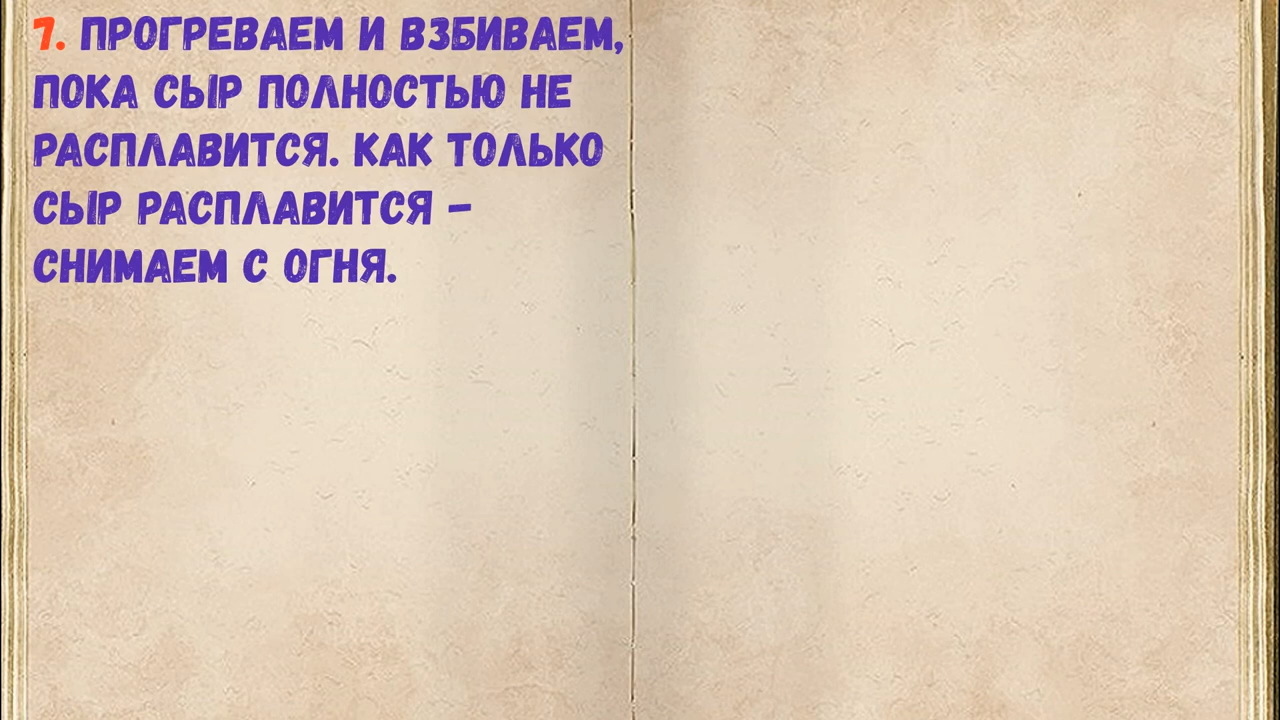 7. ПРОГРЕВАЕМ И ВЗБИВАЕМ,
ПОКА СЫР ПОЛНОСТЬЮ НЕ
РАСПЛАВИТСЯ. КАК ТОЛЬКО
СЫР РАСПЛАВИТСЯ –
СНИМАЕМ С ОГНЯ.